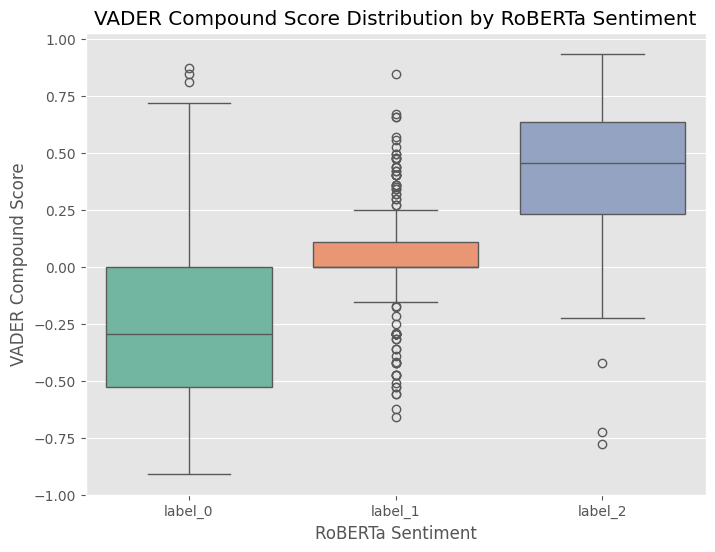 VADER Compound Score Distribution by RoBERTa Sentiment
VADER Compound Score
1.00
0.75
0.50
0.25
0.00
−0.25
−0.50
−0.75
−1.00
label_0
label_1
label_2
RoBERTa Sentiment